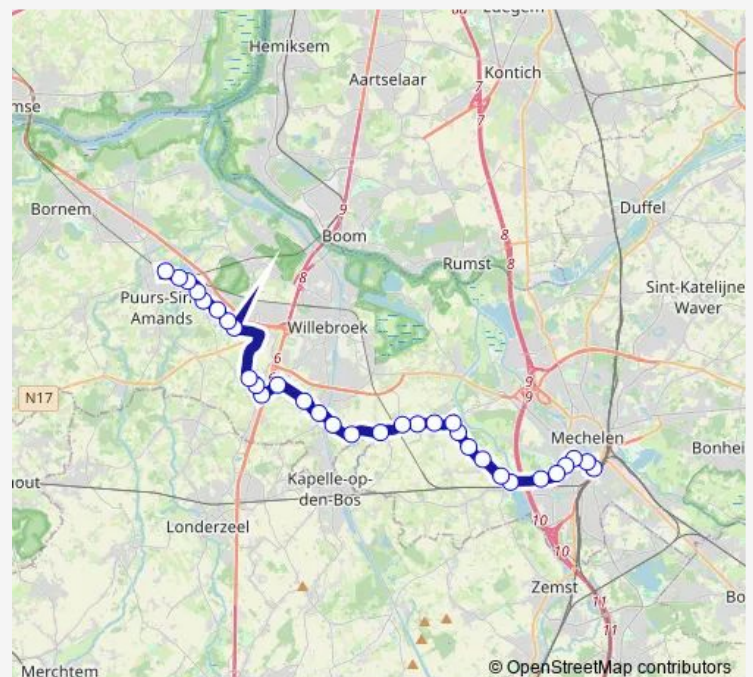 Hemiksem
Kontich
Aartselaar
7
7
mse
Bornem
9
Duffel
Boom
8
8
Rumst
8
Puurs-Sin
Amands
Sint-Katelijne
Waver
Willebroek
6
9
9
N17
Mechelen
Bonhei
Kapelle-op-
den-Bos
out
Londerzeel
10
10
Zemst
11
Bo
11
Merchtem
© OpenStreetMap contributors